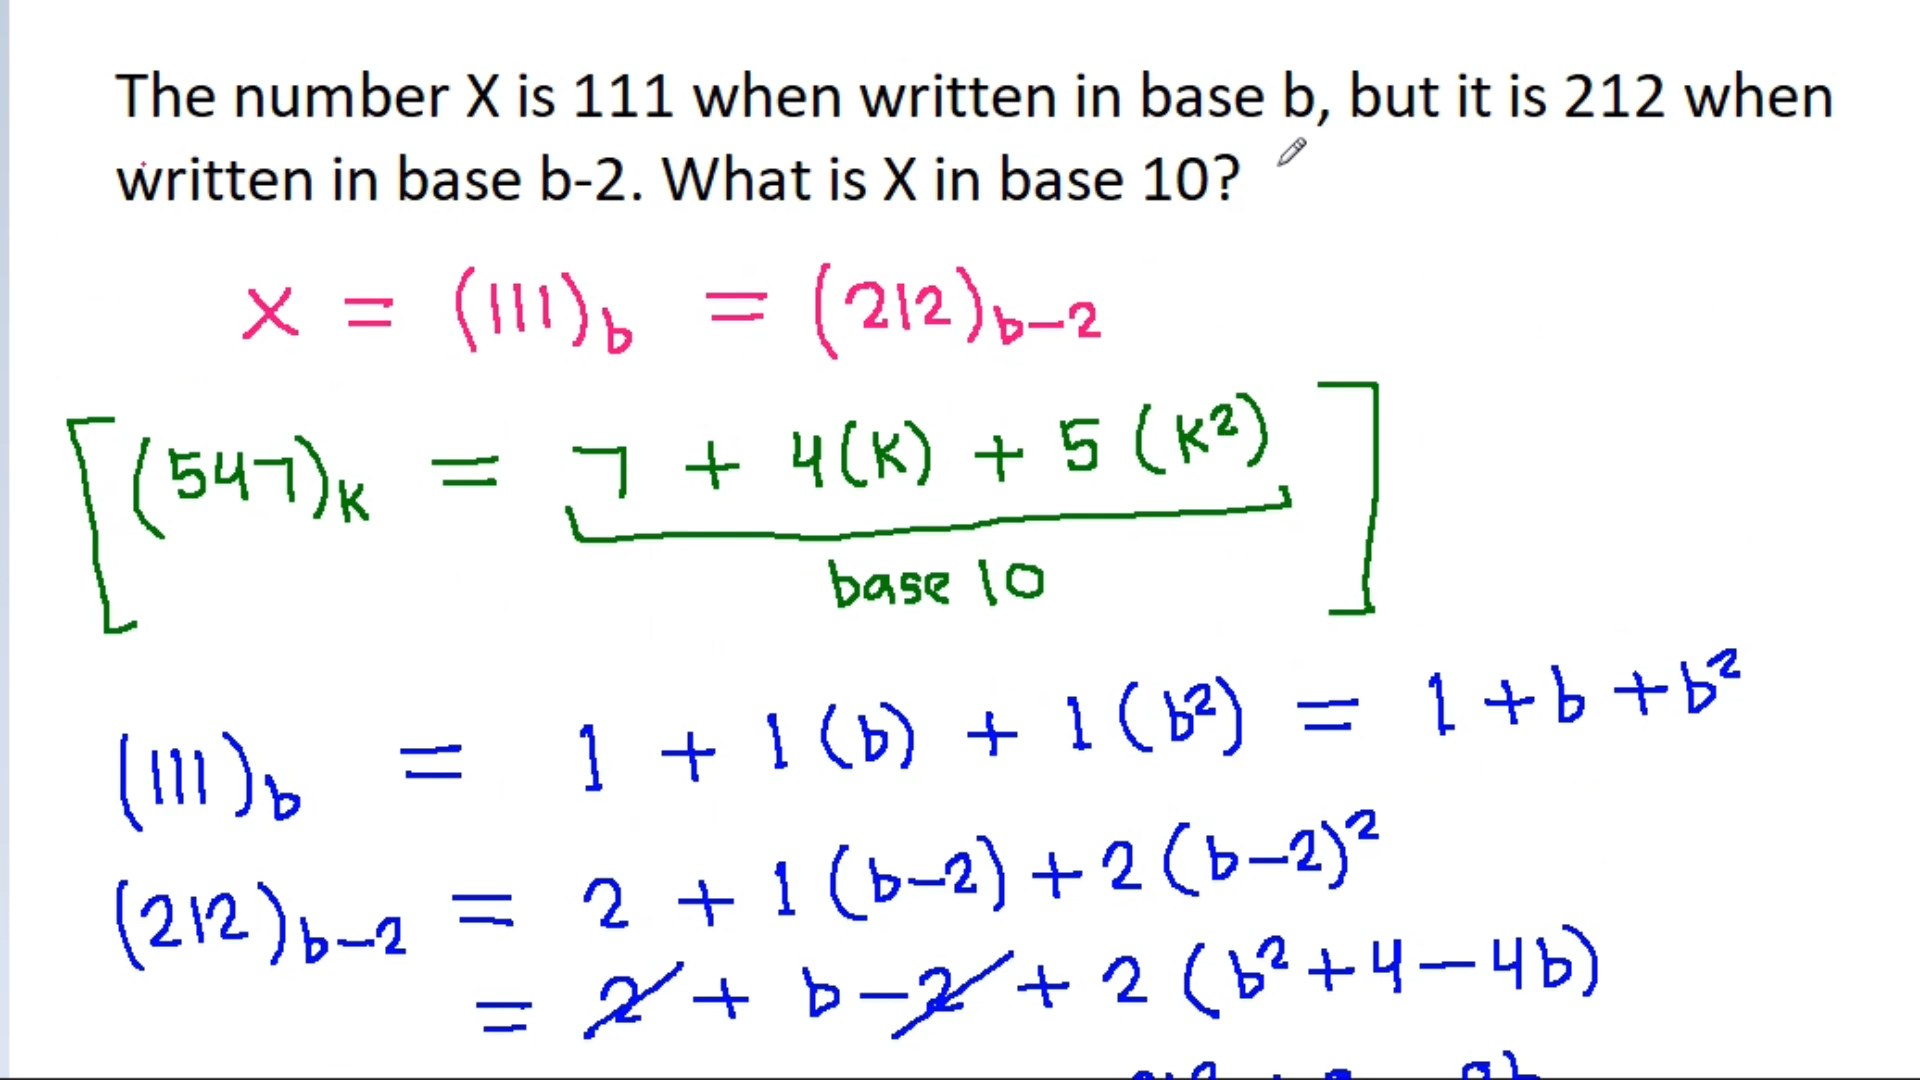 The number X is 111 when written in base b, but it is 212 when
written in base b-2. What is X in base 10?
X = (111)b = (212)b-2
[(547)K = 7 + 4(K) + 5(K²)]
base 10
(111)b = 1 + 1(b) + 1(b²) = 1 + b + b²
(212)b-2 = 2 + 1(b-2) + 2(b-2)²
= 2 + b - 2 + 2(b² + 4 - 4b)